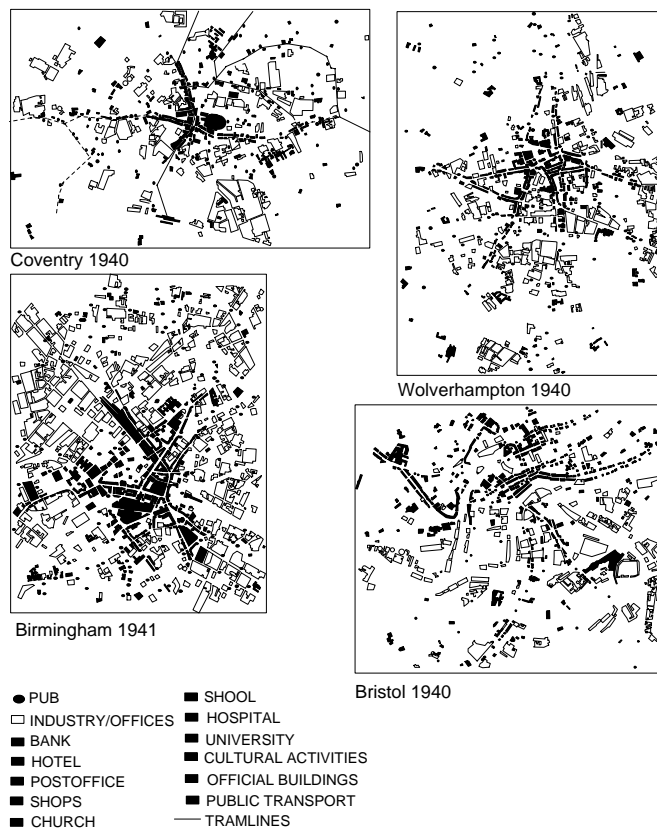 Coventry 1940
Wolverhampton 1940
Birmingham 1941
Bristol 1940
PUB
INDUSTRY/OFFICES
BANK
HOTEL
POSTOFFICE
SHOPS
CHURCH
SHOOL
HOSPITAL
UNIVERSITY
CULTURAL ACTIVITIES
OFFICIAL BUILDINGS
PUBLIC TRANSPORT
TRAMLINES